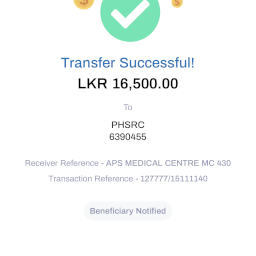 Transfer Successful!
LKR 16,500.00
To
PHSRC
6390455
Receiver Reference - APS MEDICAL CENTRE MC 430
Transaction Reference - 127777/15111140
Beneficiary Notified